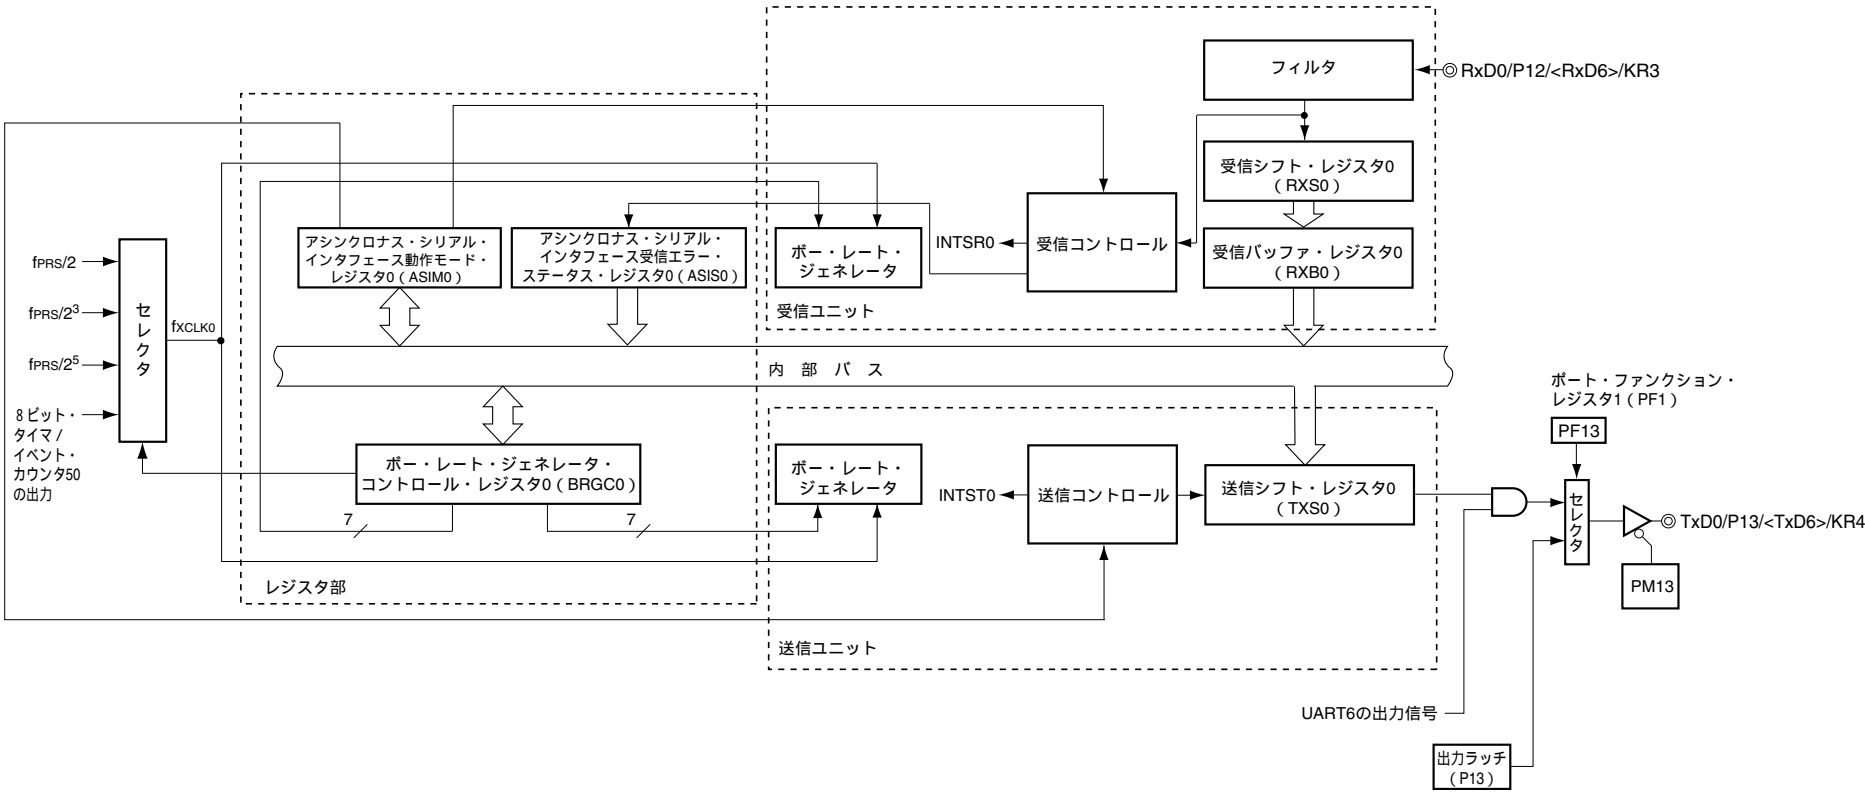 フィルタ
RxD0/P12/<RxD6>/KR3
受信シフト・レジスタ0
（RXS0）
アシンクロナス・シリアル・
インタフェース動作モード・
レジスタ0（ASIM0）
アシンクロナス・シリアル・
インタフェース受信エラー・
ステータス・レジスタ0（ASIS0）
ボー・レート・
ジェネレータ
INTSR0
受信コントロール
受信バッファ・レジスタ0
（RXB0）
受信ユニット
fPRS/2
fPRS/2³
fPRS/2⁵
8ビット・
タイマ/
イベント・
カウンタ50
の出力
セレクタ
fXCLK0
内部バス
ボー・レート・ジェネレータ・
コントロール・レジスタ0（BRGC0）
7
7
レジスタ部
ボー・レート・
ジェネレータ
INTST0
送信コントロール
送信シフト・レジスタ0
（TXS0）
送信ユニット
ポート・ファンクション・
レジスタ1（PF1）
PF13
セレクタ
TxD0/P13/<TxD6>/KR4
PM13
UART6の出力信号
出力ラッチ
（P13）